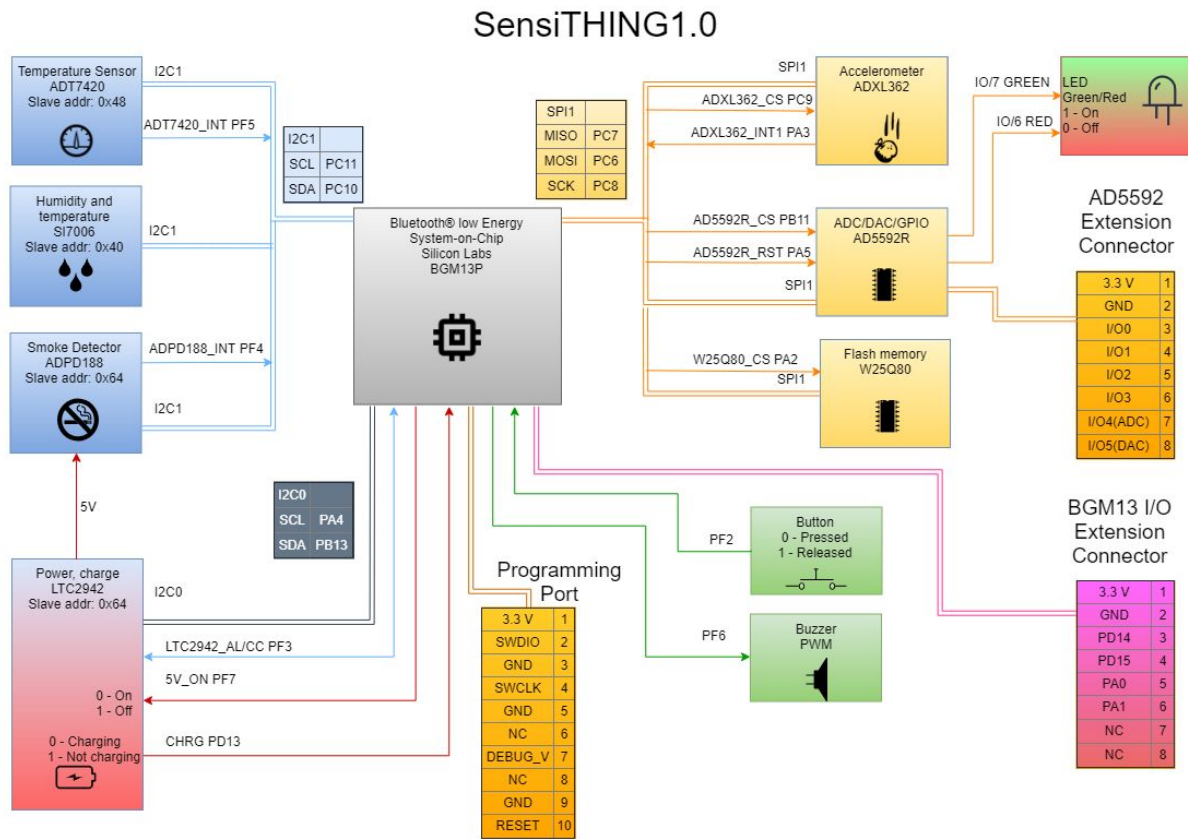 SensiTHING1.0
Temperature Sensor
ADT7420
Slave addr: 0x48
I2C1
ADT7420_INT PF5
Humidity and
temperature
SI7006
Slave addr: 0x40
I2C1
Smoke Detector
ADPD188
Slave addr: 0x64
ADPD188_INT PF4
I2C1
5V
Power, charge
LTC2942
Slave addr: 0x64
I2C0
LTC2942_AL/CC PF3
5V_ON PF7
0 - On
1 - Off
0 - Charging
1 - Not charging
CHRG PD13
I2C1
SCL PC11
SDA PC10
I2C0
SCL PA4
SDA PB13
Bluetooth® low Energy
System-on-Chip
Silicon Labs
BGM13P
SPI1
MISO PC7
MOSI PC6
SCK PC8
SPI1
ADXL362_CS PC9
ADXL362_INT1 PA3
Accelerometer
ADXL362
AD5592R_CS PB11
AD5592R_RST PA5
SPI1
ADC/DAC/GPIO
AD5592R
W25Q80_CS PA2
SPI1
Flash memory
W25Q80
IO/7 GREEN
IO/6 RED
LED
Green/Red
1 - On
0 - Off
AD5592
Extension
Connector
3.3 V 1
GND 2
I/O0 3
I/O1 4
I/O2 5
I/O3 6
I/O4(ADC) 7
I/O5(DAC) 8
Programming
Port
3.3 V 1
SWDIO 2
GND 3
SWCLK 4
GND 5
NC 6
DEBUG_V 7
NC 8
GND 9
RESET 10
PF2
Button
0 - Pressed
1 - Released
PF6
Buzzer
PWM
BGM13 I/O
Extension
Connector
3.3 V 1
GND 2
PD14 3
PD15 4
PA0 5
PA1 6
NC 7
NC 8